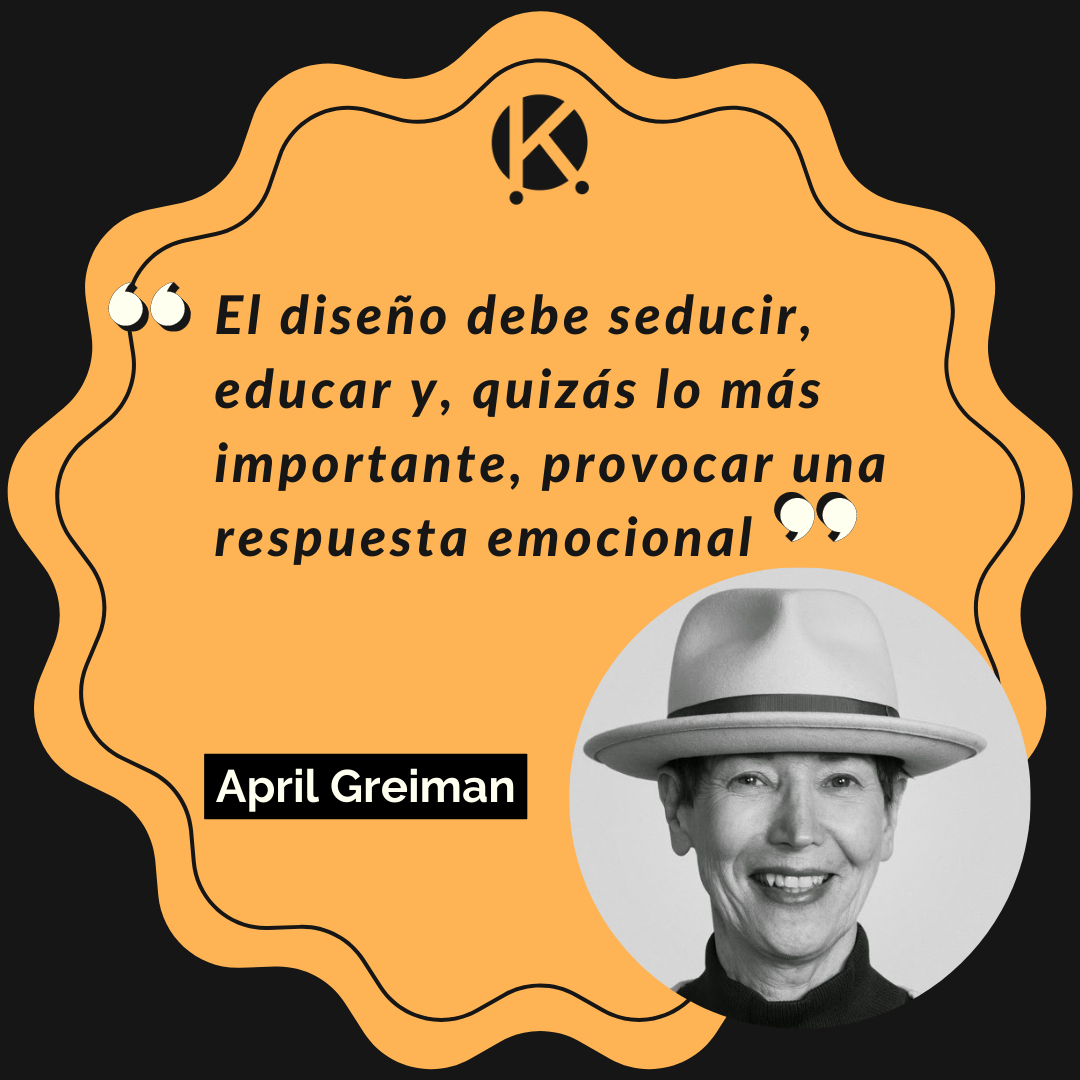 K
“ El diseño debe seducir,
educar y, quizás lo más
importante, provocar una
respuesta emocional ”
April Greiman